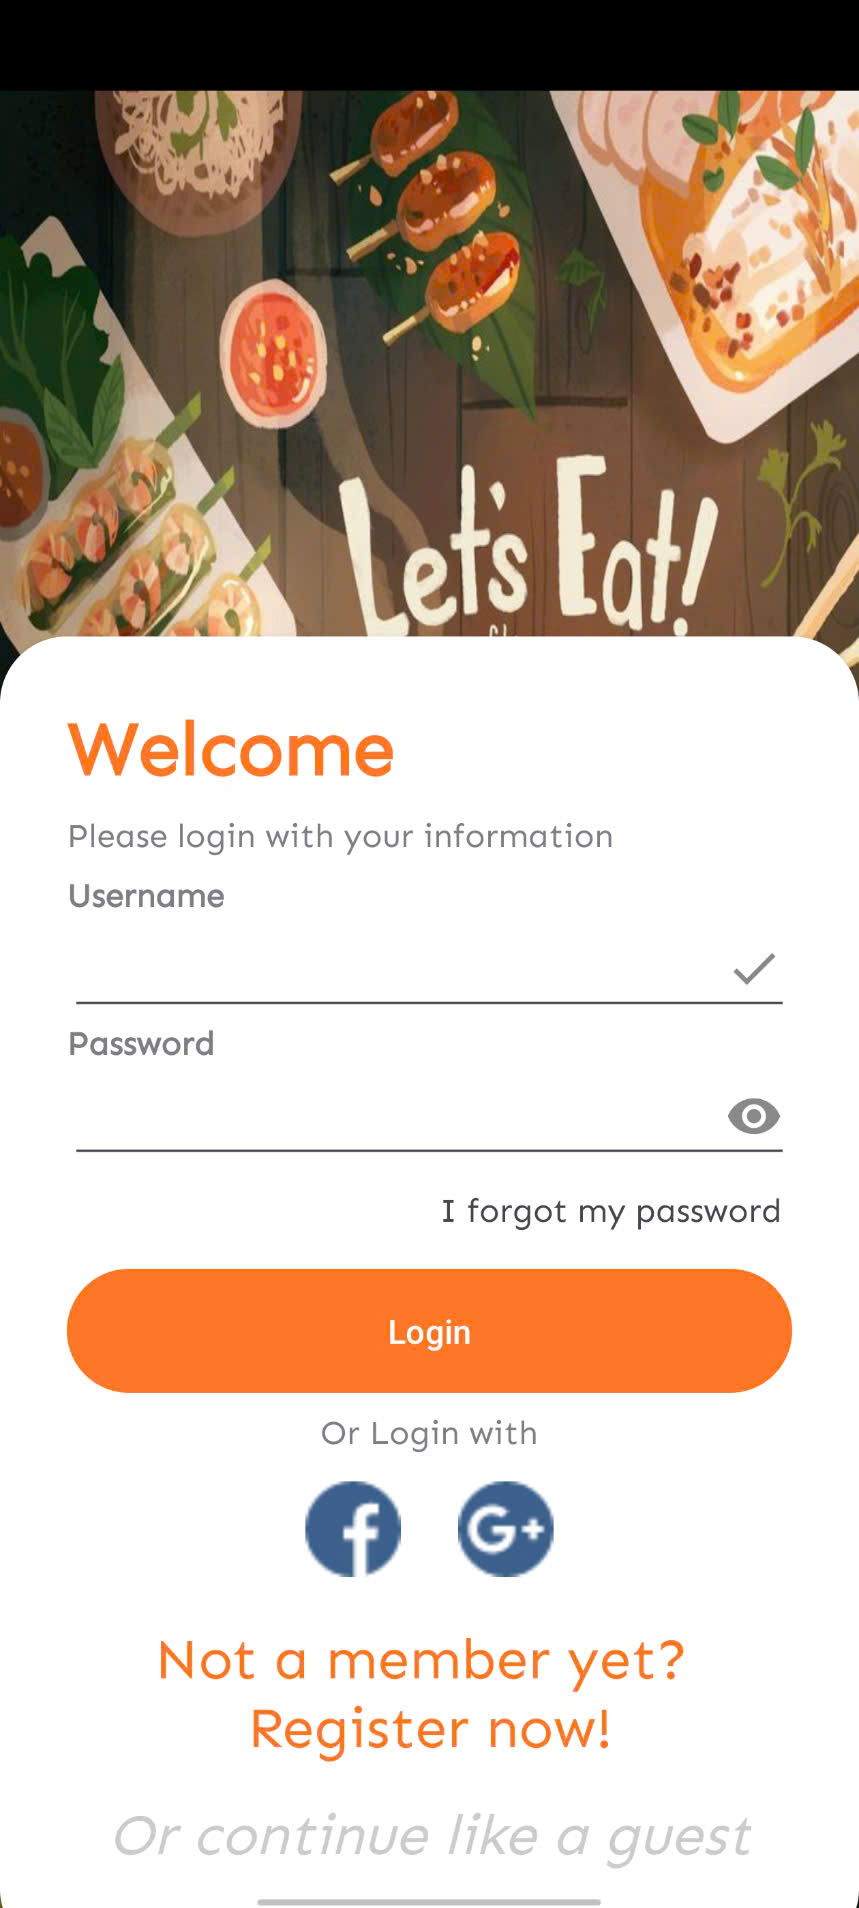 Let's Eat!
Welcome
Please login with your information
Username
Password
I forgot my password
Login
Or Login with
f G+
Not a member yet?
Register now!
Or continue like a guest